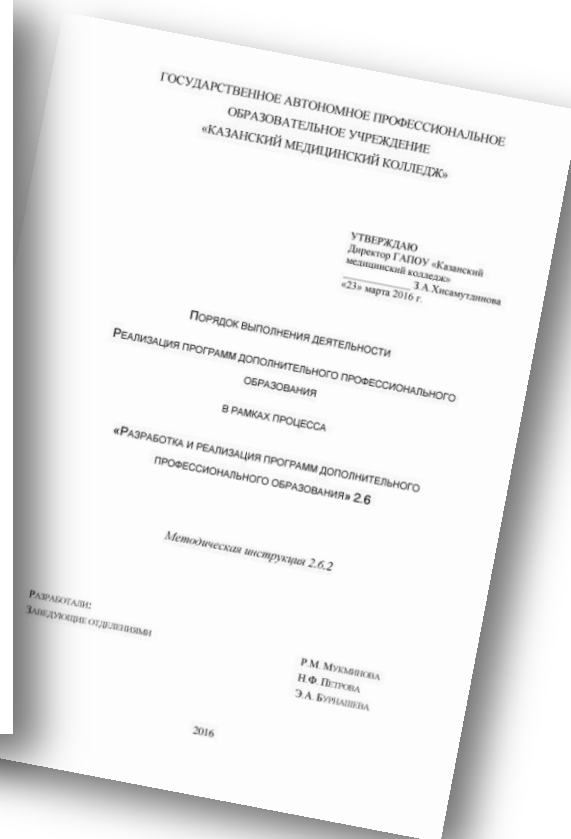 ГОСУДАРСТВЕННОЕ АВТОНОМНОЕ ПРОФЕССИОНАЛЬНОЕ
ОБРАЗОВАТЕЛЬНОЕ УЧРЕЖДЕНИЕ
«КАЗАНСКИЙ МЕДИЦИНСКИЙ КОЛЛЕДЖ»
УТВЕРЖДАЮ
Директор ГАПОУ «Казанский
медицинский колледж»
____________ З.А.Хисамутдинова
«23» марта 2016 г.
ПОРЯДОК ВЫПОЛНЕНИЯ ДЕЯТЕЛЬНОСТИ
РЕАЛИЗАЦИЯ ПРОГРАММ ДОПОЛНИТЕЛЬНОГО ПРОФЕССИОНАЛЬНОГО
ОБРАЗОВАНИЯ
В РАМКАХ ПРОЦЕССА
«РАЗРАБОТКА И РЕАЛИЗАЦИЯ ПРОГРАММ ДОПОЛНИТЕЛЬНОГО
ПРОФЕССИОНАЛЬНОГО ОБРАЗОВАНИЯ» 2.6
Методическая инструкция 2.6.2
РАЗРАБОТАЛИ:
ЗАВЕДУЮЩИЕ ОТДЕЛЕНИЯМИ
Р.М. МУКМИНОВА
Н.Ф. ПЕТРОВА
Э.А. БУРНАШЕВА
2016